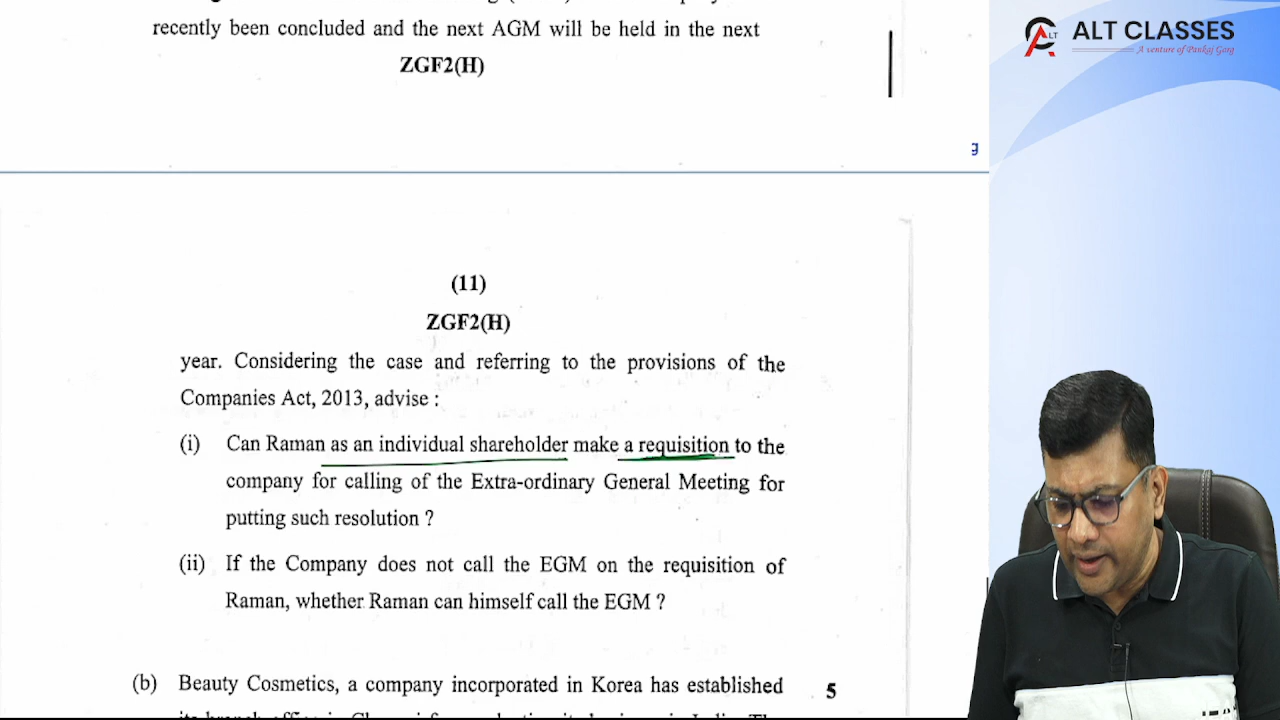 recently been concluded and the next AGM will be held in the next
ZGF2(H)
ALT CLASSES
A venture of Pankaj Garg
(11)
ZGF2(H)
year. Considering the case and referring to the provisions of the
Companies Act, 2013, advise :
(i) Can Raman as an individual shareholder make a requisition to the
company for calling of the Extra-ordinary General Meeting for
putting such resolution ?
(ii) If the Company does not call the EGM on the requisition of
Raman, whether Raman can himself call the EGM ?
(b) Beauty Cosmetics, a company incorporated in Korea has established 5